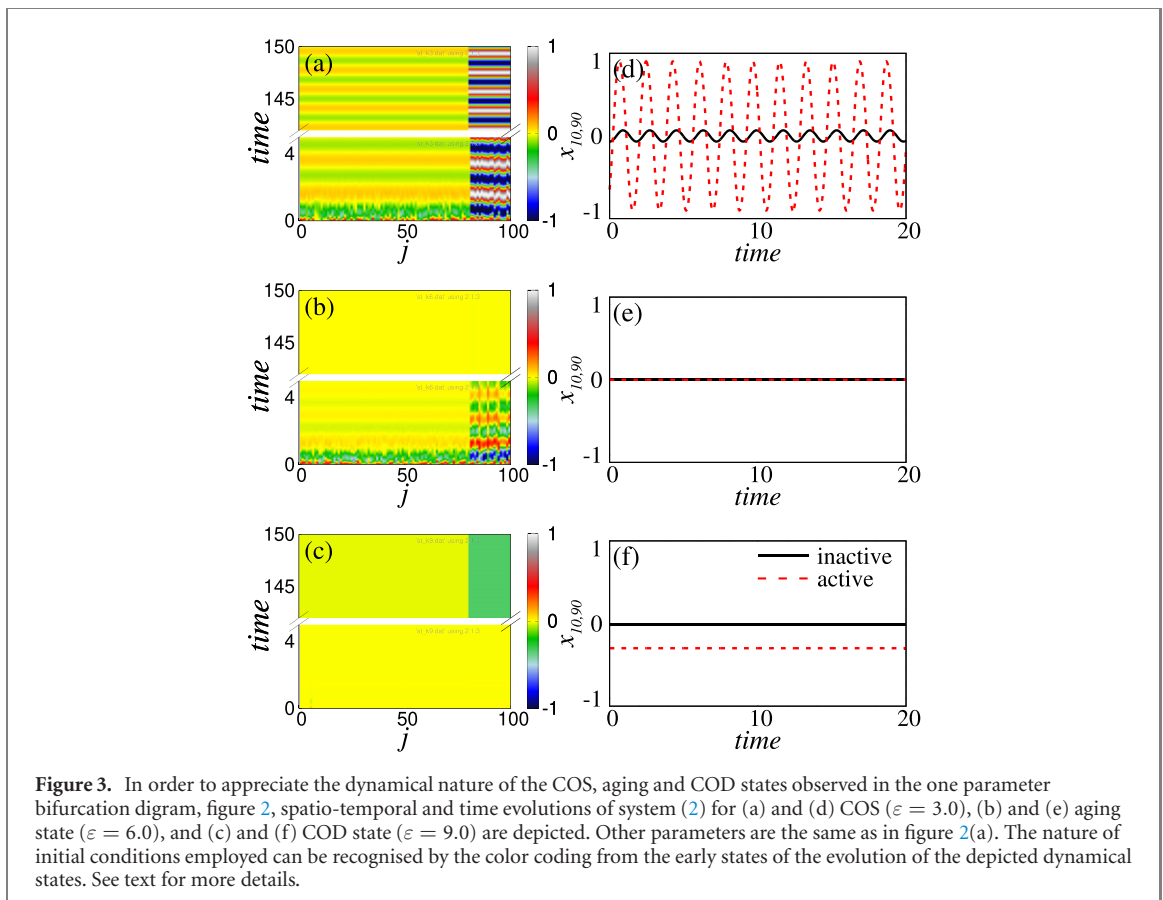 (a)
150
145
4
0
time
0
50
100
j
1
0
-1
(d)
1
0
-1
x10,90
0
10
20
time
(b)
150
145
4
0
time
0
50
100
j
1
0
-1
(e)
1
0
-1
x10,90
0
10
20
time
(c)
150
145
4
0
time
0
50
100
j
1
0
-1
(f)
inactive
active
1
0
-1
x10,90
0
10
20
time
Figure 3. In order to appreciate the dynamical nature of the COS, aging and COD states observed in the one parameter
bifurcation digram, figure 2, spatio-temporal and time evolutions of system (2) for (a) and (d) COS (ε = 3.0), (b) and (e) aging
state (ε = 6.0), and (c) and (f) COD state (ε = 9.0) are depicted. Other parameters are the same as in figure 2(a). The nature of
initial conditions employed can be recognised by the color coding from the early states of the evolution of the depicted dynamical
states. See text for more details.